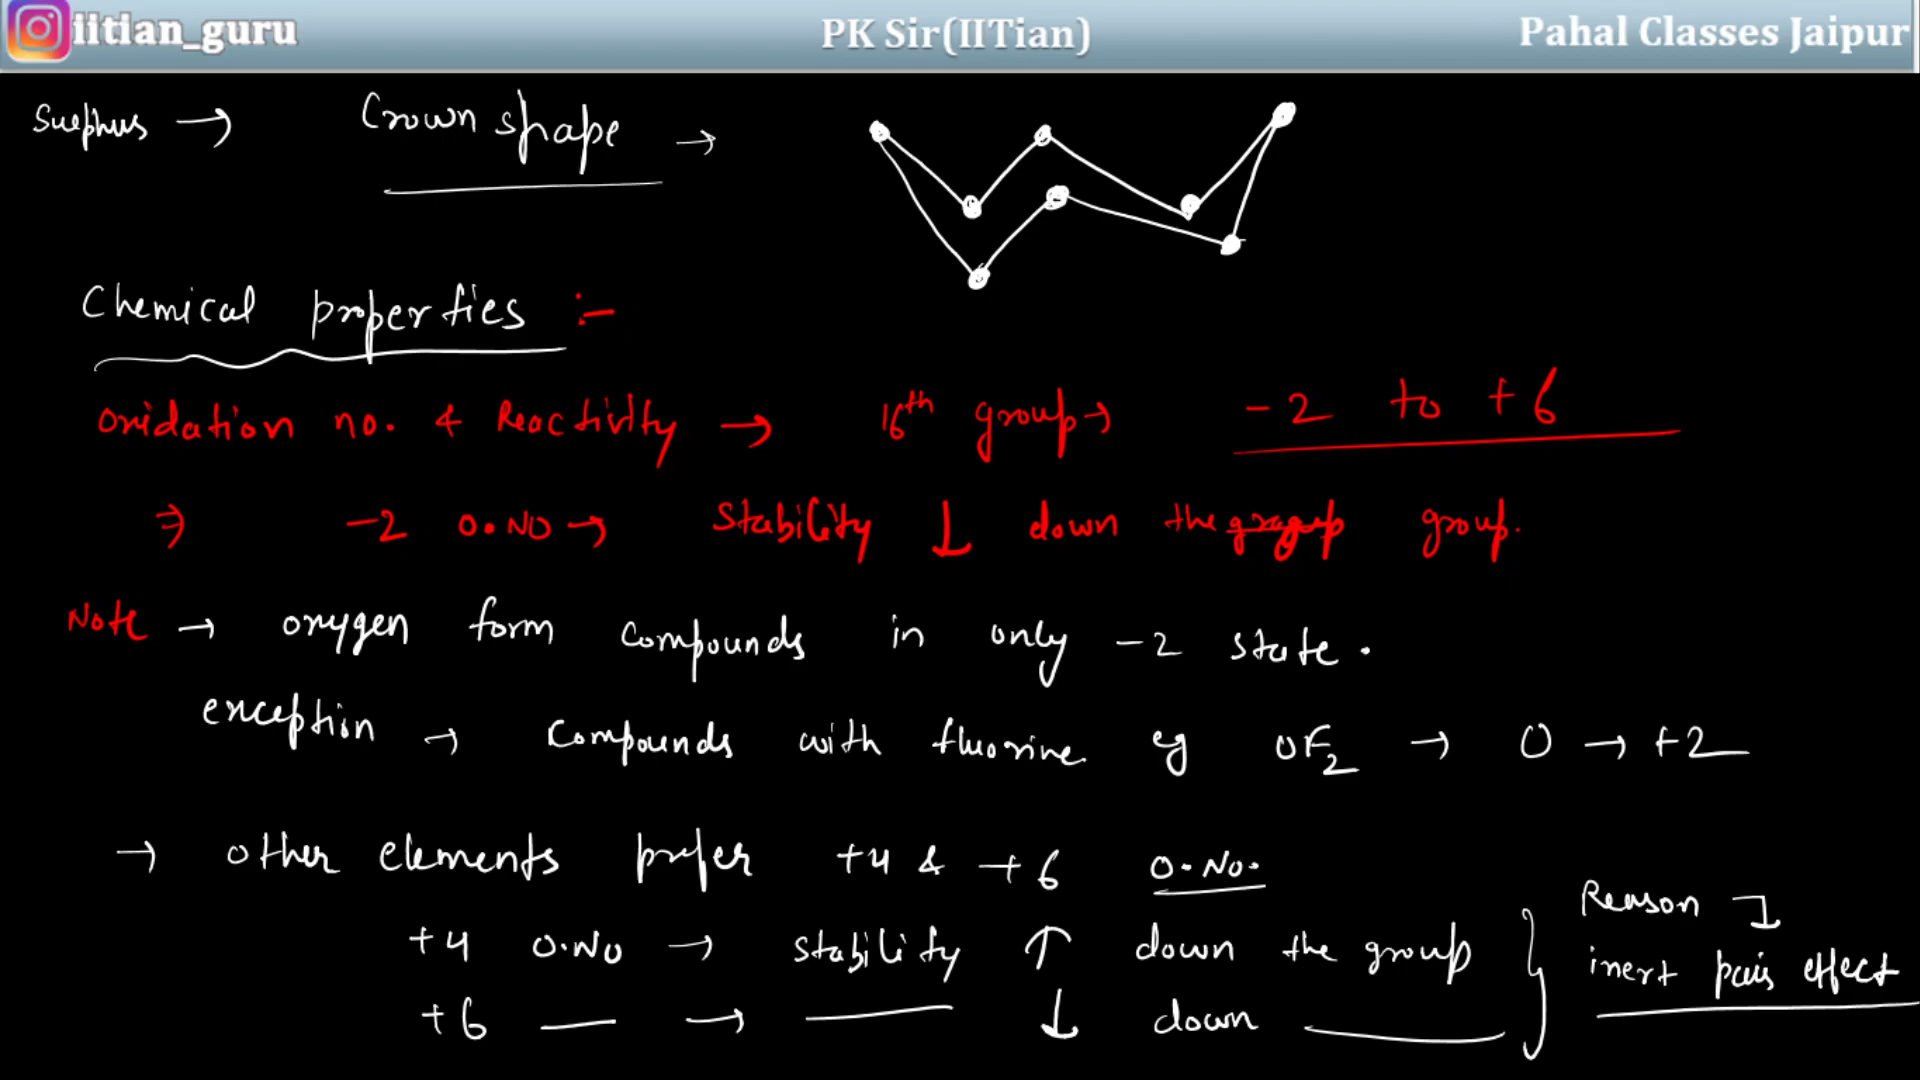 iitian_guru PK Sir(IITian) Pahal Classes Jaipur
Sulphur → Crown shape →
Chemical properties :-
Oxidation no. & Reactivity → 16th group → -2 to +6
⇒ -2 O.NO → stability ↓ down the group.
Note → oxygen form compounds in only -2 state.
exception → compounds with fluorine eg OF2 → O → +2
→ other elements prefer +4 & +6 O.No.
+4 O.No → stability ↑ down the group } Reason ↴
inert pair effect
+6 — → — ↓ down —